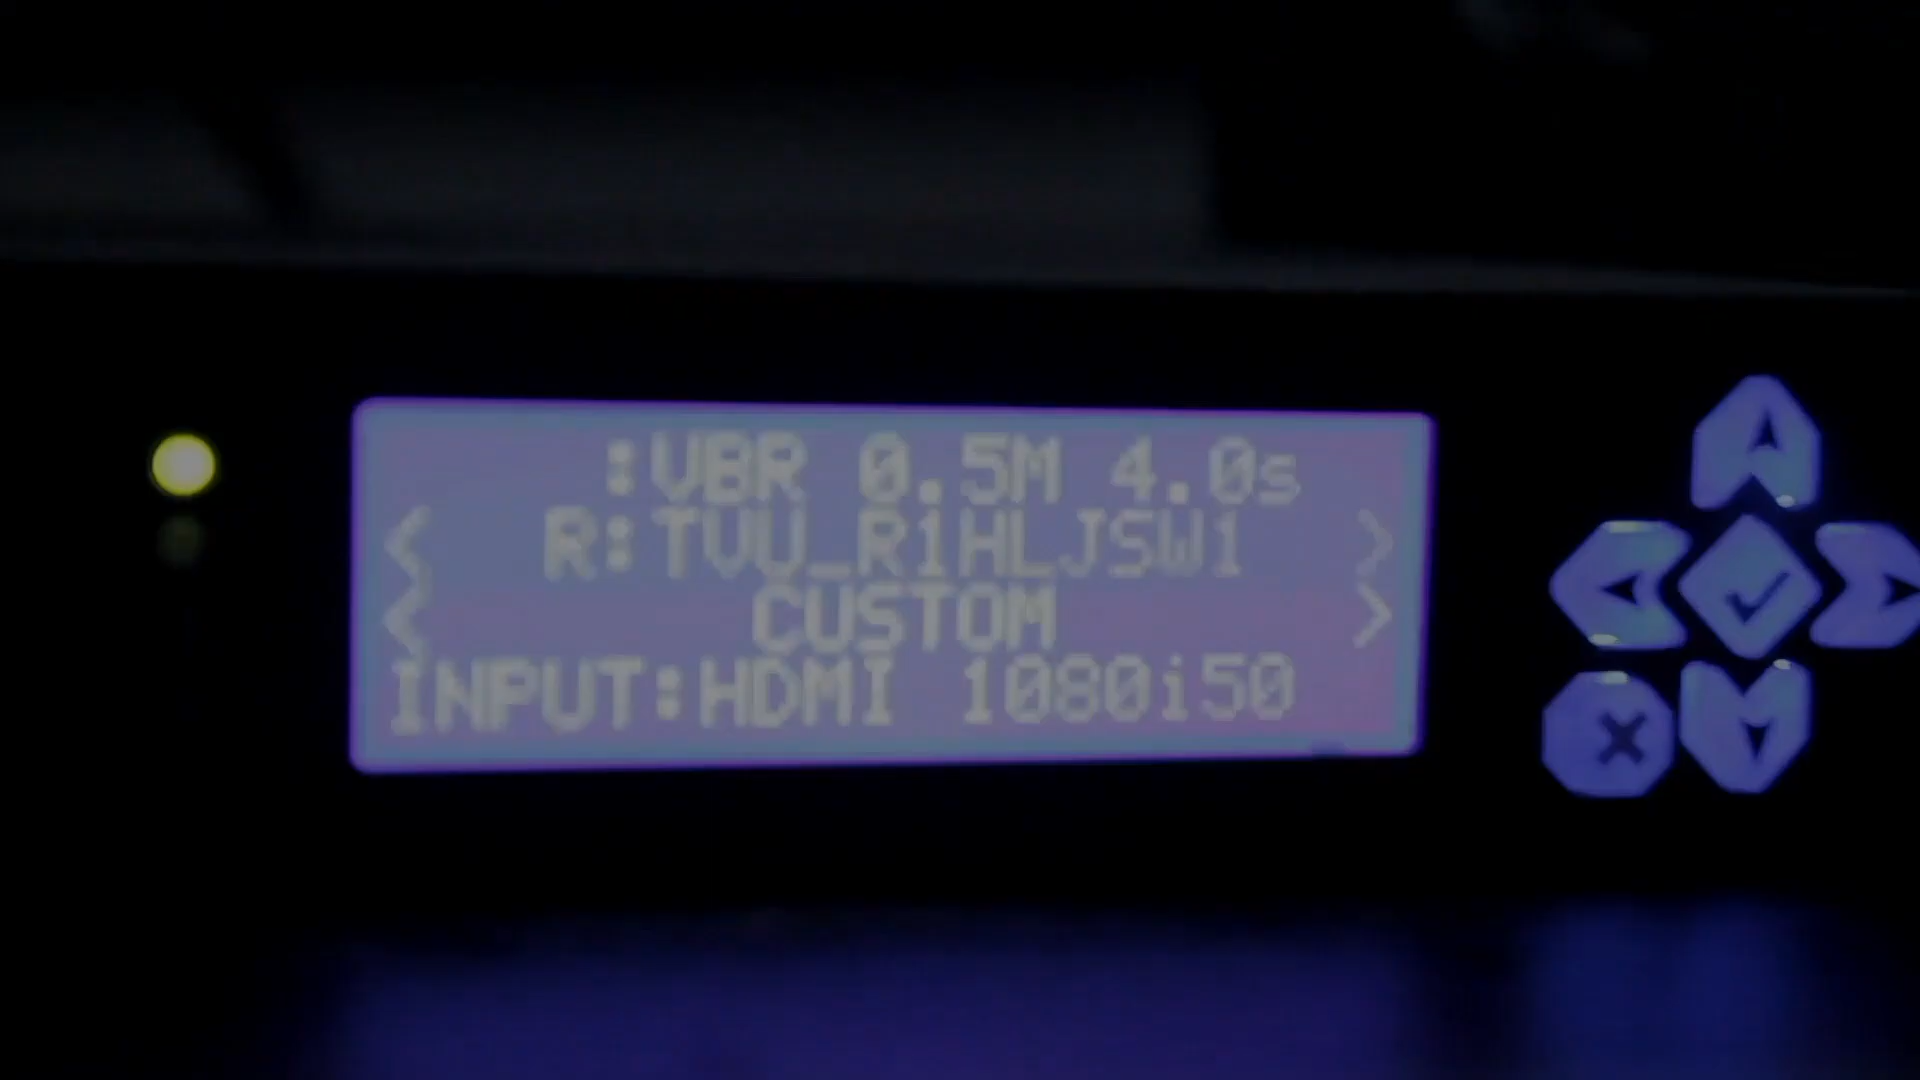 :VBR 0.5M 4.0s
< R:TVU_R1HLJSW1 >
< CUSTOM >
INPUT:HDMI 1080i50